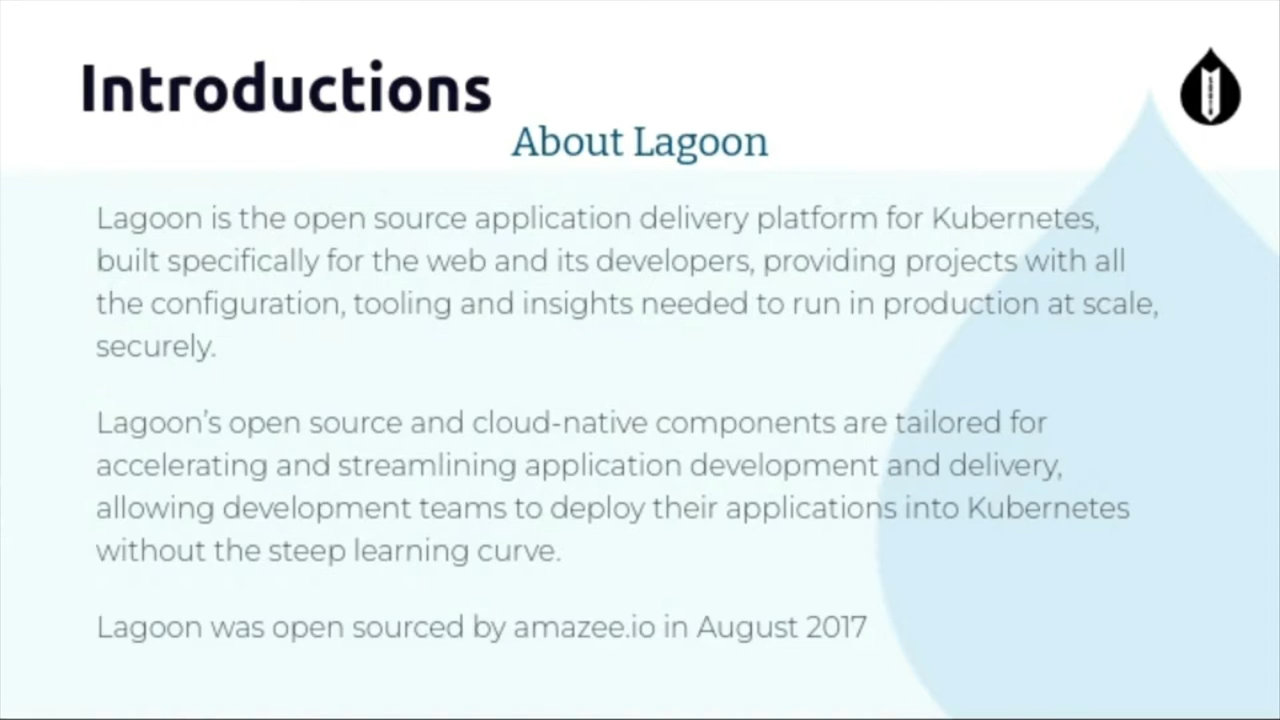 Introductions
About Lagoon
Lagoon is the open source application delivery platform for Kubernetes,
built specifically for the web and its developers, providing projects with all
the configuration, tooling and insights needed to run in production at scale,
securely.
Lagoon’s open source and cloud-native components are tailored for
accelerating and streamlining application development and delivery,
allowing development teams to deploy their applications into Kubernetes
without the steep learning curve.
Lagoon was open sourced by amazee.io in August 2017